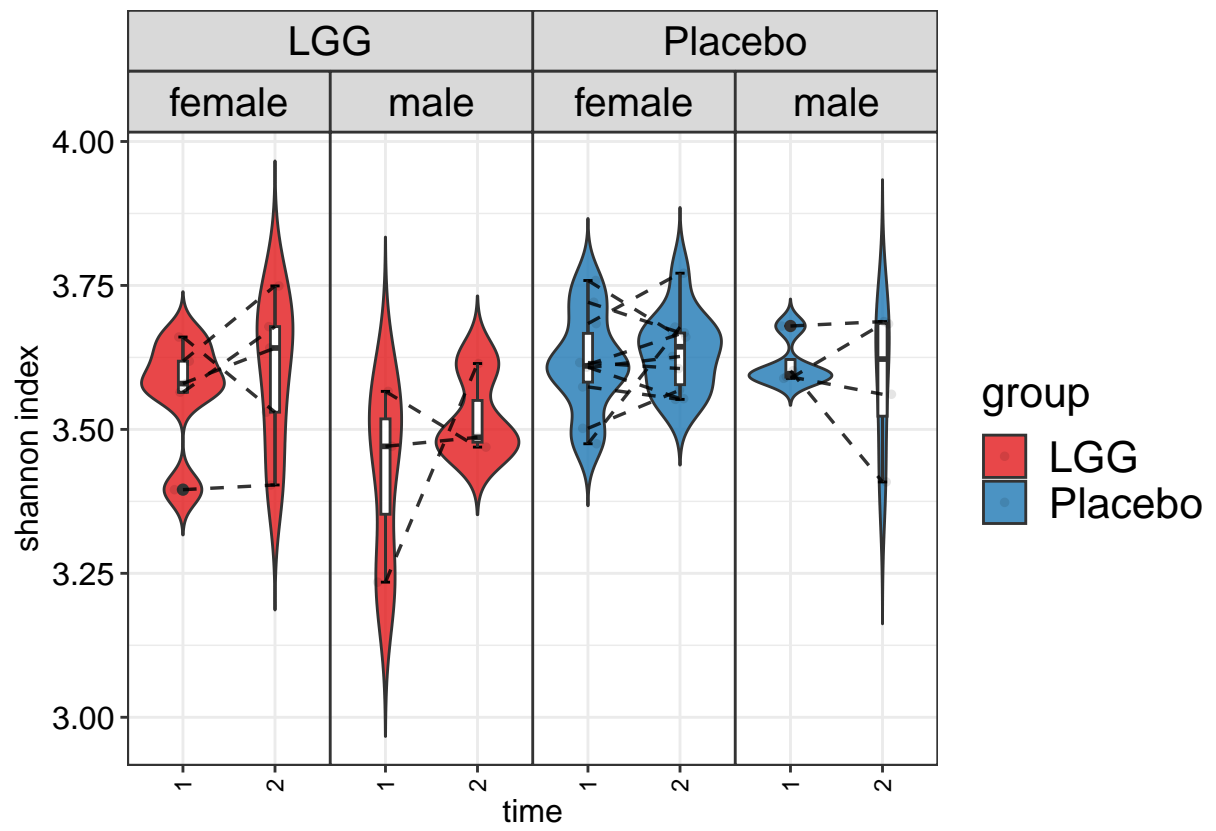 LGG Placebo
female male female male
4.00
3.75
3.50
3.25
3.00
shannon index
1 2 1 2 1 2 1 2
time
group
LGG
Placebo